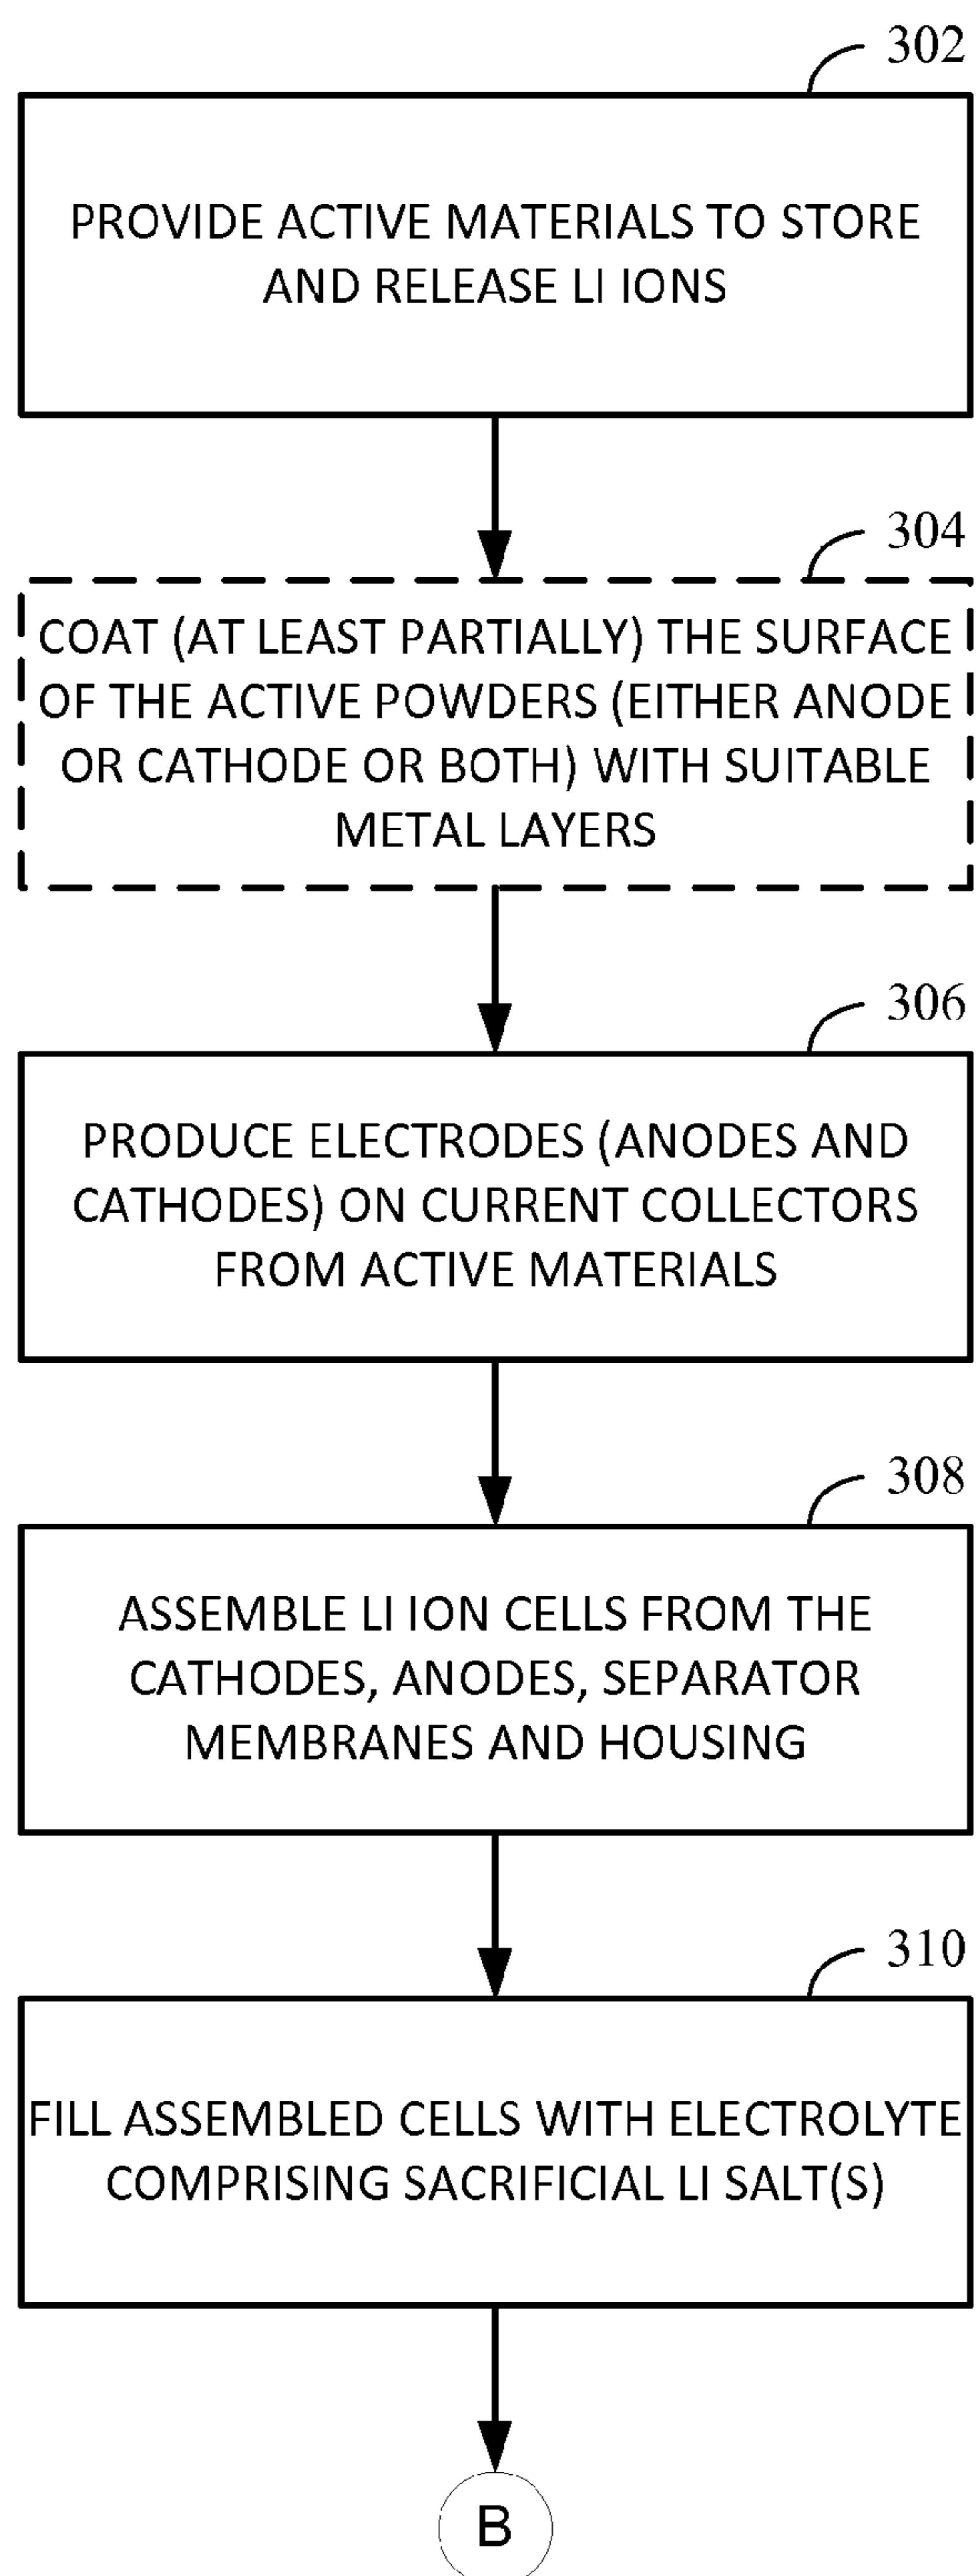 302
PROVIDE ACTIVE MATERIALS TO STORE
AND RELEASE LI IONS
304
COAT (AT LEAST PARTIALLY) THE SURFACE
OF THE ACTIVE POWDERS (EITHER ANODE
OR CATHODE OR BOTH) WITH SUITABLE
METAL LAYERS
306
PRODUCE ELECTRODES (ANODES AND
CATHODES) ON CURRENT COLLECTORS
FROM ACTIVE MATERIALS
308
ASSEMBLE LI ION CELLS FROM THE
CATHODES, ANODES, SEPARATOR
MEMBRANES AND HOUSING
310
FILL ASSEMBLED CELLS WITH ELECTROLYTE
COMPRISING SACRIFICIAL LI SALT(S)
B